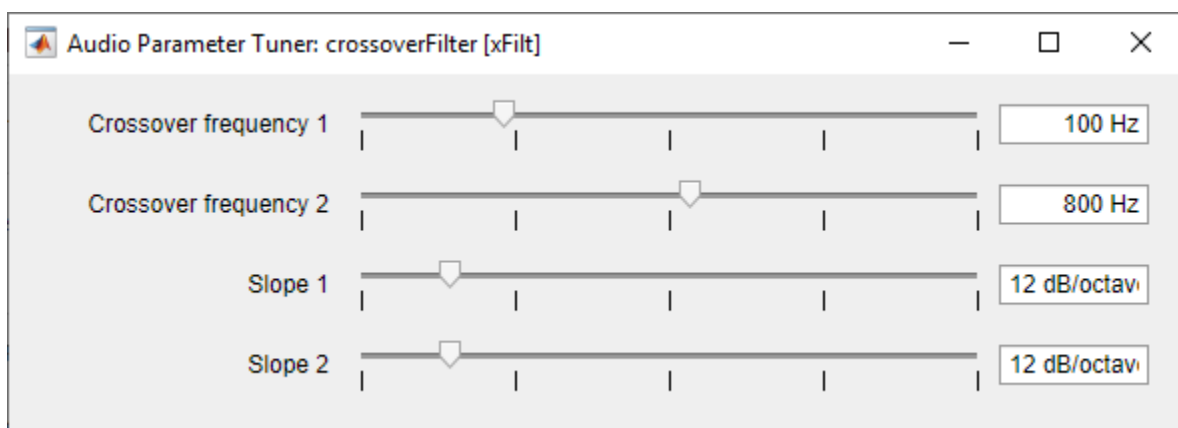 Audio Parameter Tuner: crossoverFilter [xFilt]
Crossover frequency 1 100 Hz
Crossover frequency 2 800 Hz
Slope 1 12 dB/octav
Slope 2 12 dB/octav